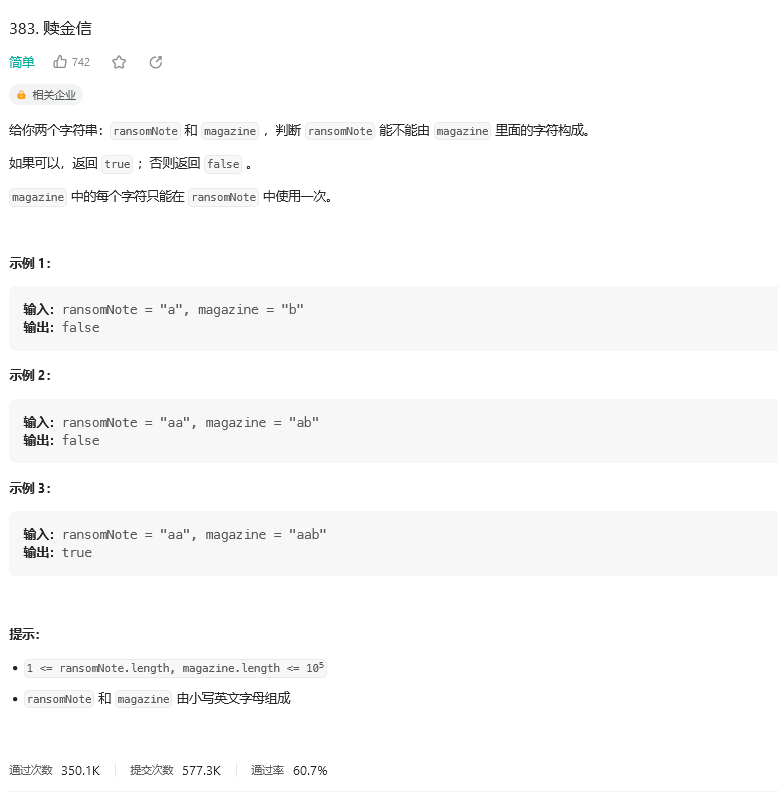 383. 赎金信
简单 742
相关企业
给你两个字符串：ransomNote 和 magazine ，判断 ransomNote 能不能由 magazine 里面的字符构成。
如果可以，返回 true ；否则返回 false 。
magazine 中的每个字符只能在 ransomNote 中使用一次。
示例 1：
输入：ransomNote = "a", magazine = "b"
输出：false
示例 2：
输入：ransomNote = "aa", magazine = "ab"
输出：false
示例 3：
输入：ransomNote = "aa", magazine = "aab"
输出：true
提示：
• 1 <= ransomNote.length, magazine.length <= 10⁵
• ransomNote 和 magazine 由小写英文字母组成
通过次数 350.1K 提交次数 577.3K 通过率 60.7%